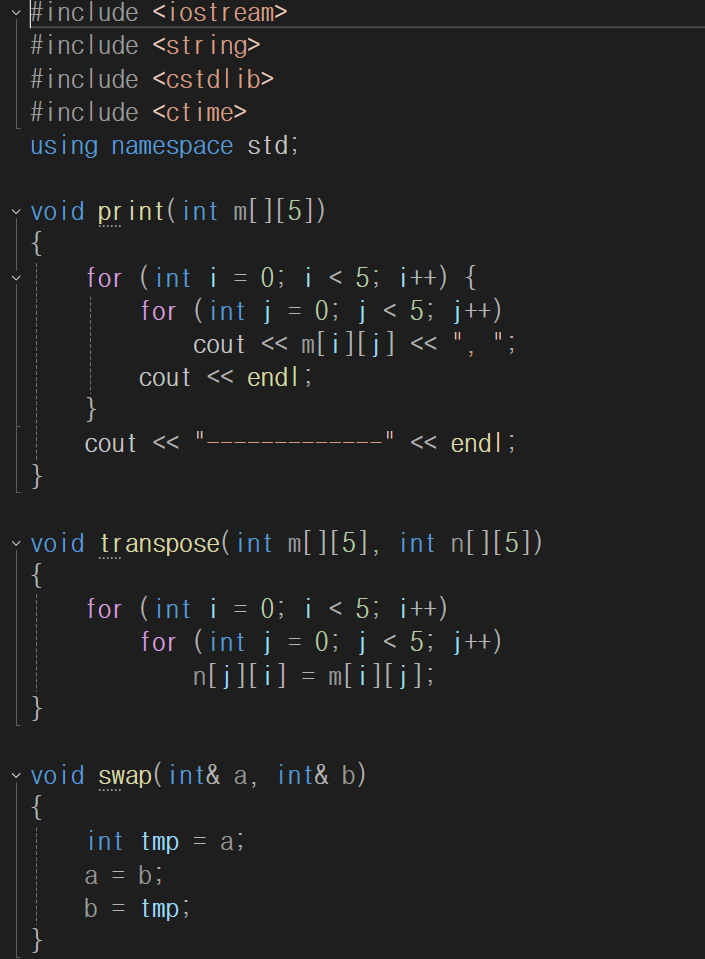 #include <iostream>
#include <string>
#include <cstdlib>
#include <ctime>
using namespace std;

void print(int m[][5])
{
    for (int i = 0; i < 5; i++) {
        for (int j = 0; j < 5; j++)
            cout << m[i][j] << ", ";
        cout << endl;
    }
    cout << "-------------" << endl;
}

void transpose(int m[][5], int n[][5])
{
    for (int i = 0; i < 5; i++)
        for (int j = 0; j < 5; j++)
            n[j][i] = m[i][j];
}

void swap(int& a, int& b)
{
    int tmp = a;
    a = b;
    b = tmp;
}